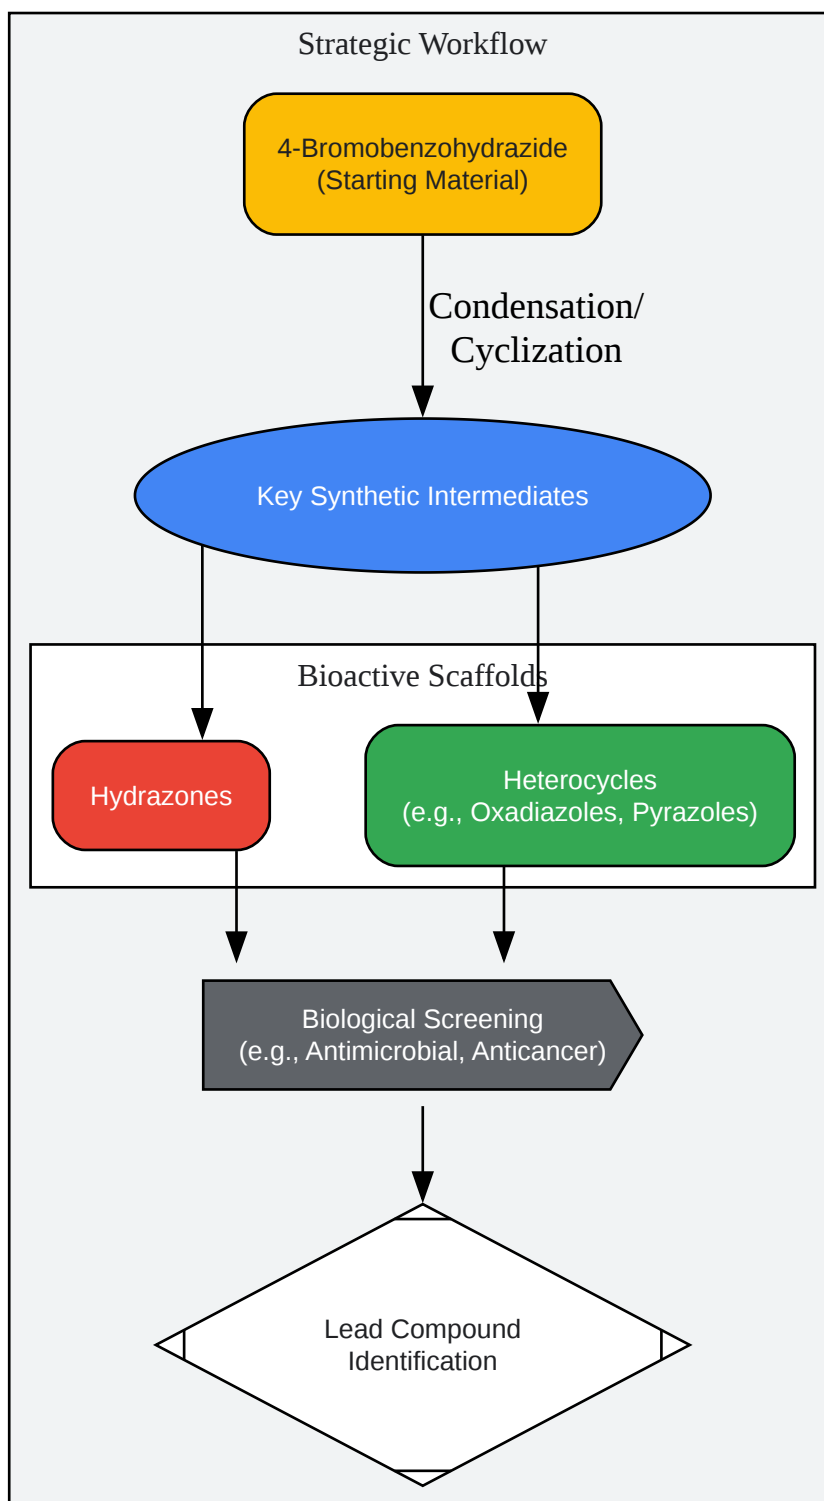 Strategic Workflow
4-Bromobenzohydrazide
(Starting Material)
Condensation/
Cyclization
Key Synthetic Intermediates
Bioactive Scaffolds
Hydrazones
Heterocycles
(e.g., Oxadiazoles, Pyrazoles)
Biological Screening
(e.g., Antimicrobial, Anticancer)
Lead Compound
Identification